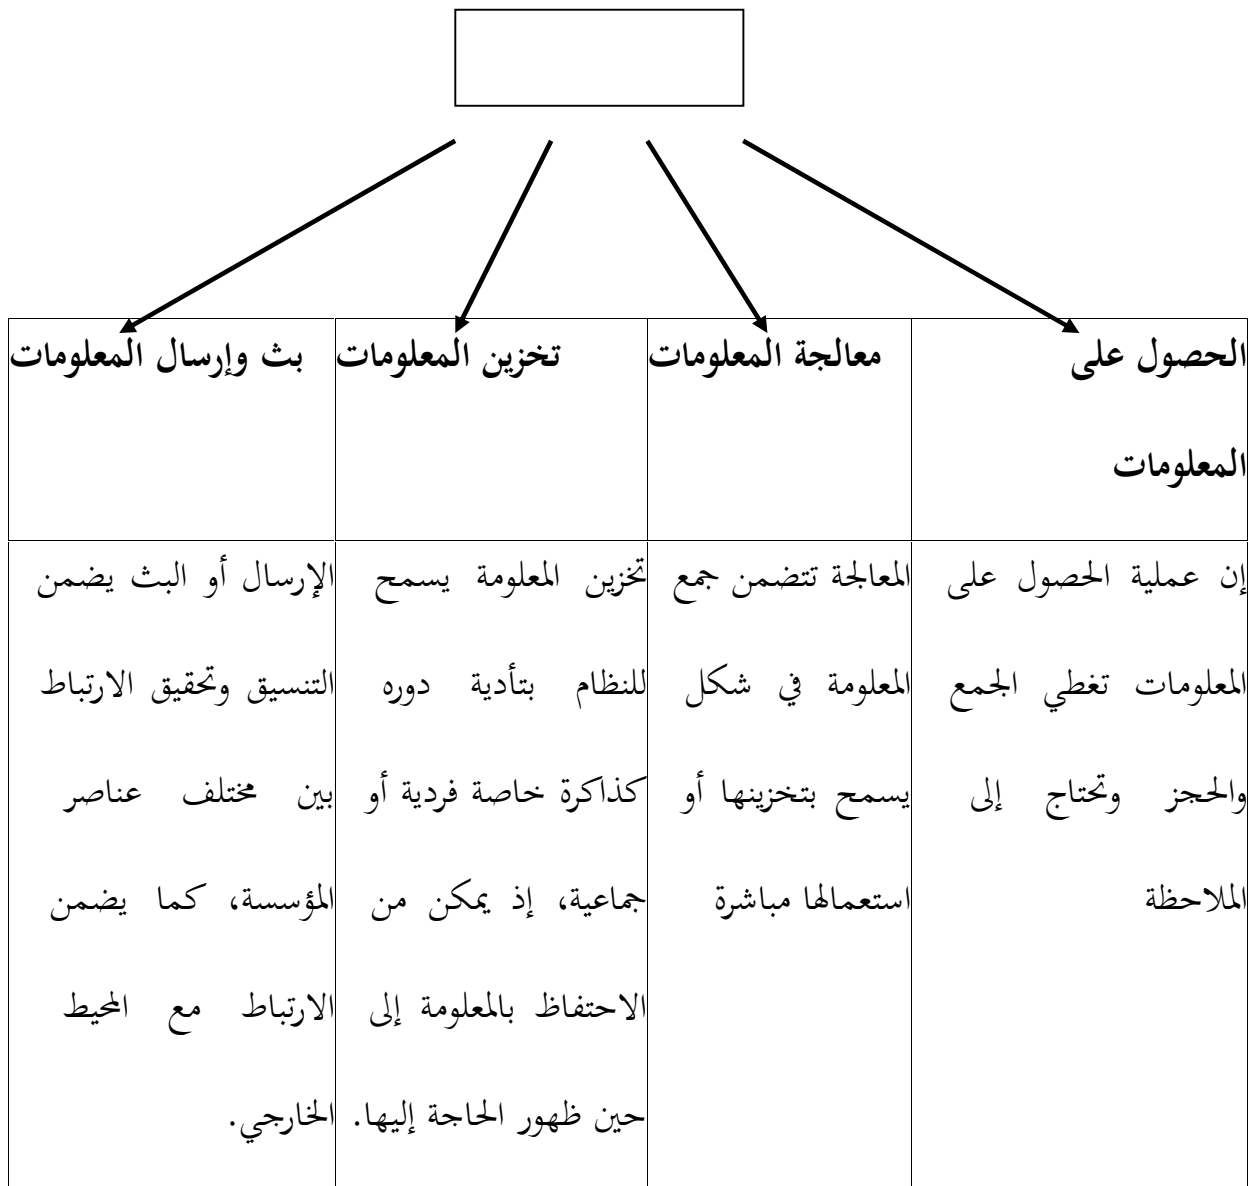 الحصول على
المعلومات
معالجة المعلومات
تخزين المعلومات
بث وإرسال المعلومات
إن عملية الحصول على
المعلومات تغطي الجمع
والحجز وتحتاج إلى
الملاحظة
المعالجة تتضمن جمع
المعلومة في شكل
يسمح بتخزينها أو
استعمالها مباشرة
تخزين المعلومة يسمح
للنظام بتأدية دوره
كذاكرة خاصة فردية أو
جماعية، إذ يمكن من
الاحتفاظ بالمعلومة إلى
حين ظهور الحاجة إليها.
الإرسال أو البث يضمن
التنسيق وتحقيق الارتباط
بين مختلف عناصر
المؤسسة، كما يضمن
الارتباط مع المحيط
الخارجي.